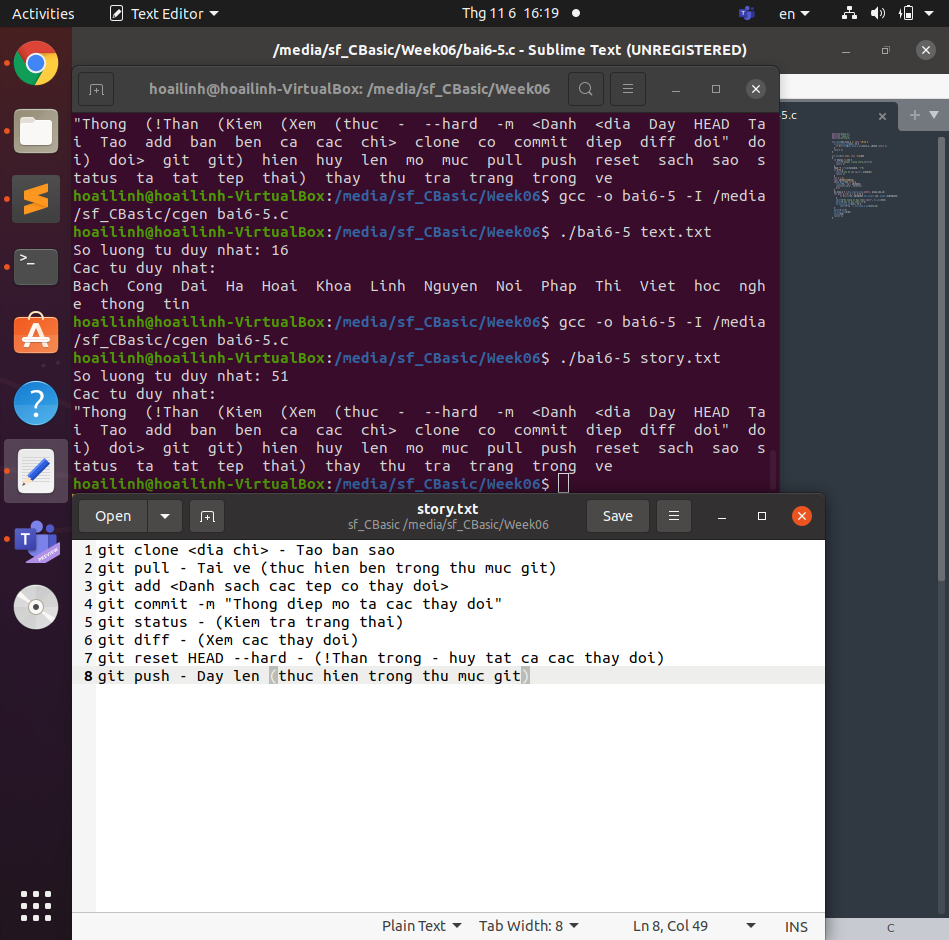 Activities Text Editor Thg 11 6 16:19 en
/media/sf_CBasic/Week06/bai6-5.c - Sublime Text (UNREGISTERED)
hoailinh@hoailinh-VirtualBox: /media/sf_CBasic/Week06
5.c
"Thong (!Than (Kiem (Xem (thuc - --hard -m <Danh <dia Day HEAD Ta
i Tao add ban ben ca cac chi> clone co commit diep diff doi" do
i) doi> git git) hien huy len mo muc pull push reset sach sao s
tatus ta tat tep thai) thay thu tra trang trong ve
hoailinh@hoailinh-VirtualBox:/media/sf_CBasic/Week06$ gcc -o bai6-5 -I /media
/sf_CBasic/cgen bai6-5.c
hoailinh@hoailinh-VirtualBox:/media/sf_CBasic/Week06$ ./bai6-5 text.txt
So luong tu duy nhat: 16
Cac tu duy nhat:
Bach Cong Dai Ha Hoai Khoa Linh Nguyen Noi Phap Thi Viet hoc ngh
e thong tin
hoailinh@hoailinh-VirtualBox:/media/sf_CBasic/Week06$ gcc -o bai6-5 -I /media
/sf_CBasic/cgen bai6-5.c
hoailinh@hoailinh-VirtualBox:/media/sf_CBasic/Week06$ ./bai6-5 story.txt
So luong tu duy nhat: 51
Cac tu duy nhat:
"Thong (!Than (Kiem (Xem (thuc - --hard -m <Danh <dia Day HEAD Ta
i Tao add ban ben ca cac chi> clone co commit diep diff doi" do
i) doi> git git) hien huy len mo muc pull push reset sach sao s
tatus ta tat tep thai) thay thu tra trang trong ve
hoailinh@hoailinh-VirtualBox:/media/sf_CBasic/Week06$
Open story.txt Save
sf_CBasic /media/sf_CBasic/Week06
1 git clone <dia chi> - Tao ban sao
2 git pull - Tai ve (thuc hien ben trong thu muc git)
3 git add <Danh sach cac tep co thay doi>
4 git commit -m "Thong diep mo ta cac thay doi"
5 git status - (Kiem tra trang thai)
6 git diff - (Xem cac thay doi)
7 git reset HEAD --hard - (!Than trong - huy tat ca cac thay doi)
8 git push - Day len (thuc hien trong thu muc git)
Plain Text Tab Width: 8 Ln 8, Col 49 INS
C